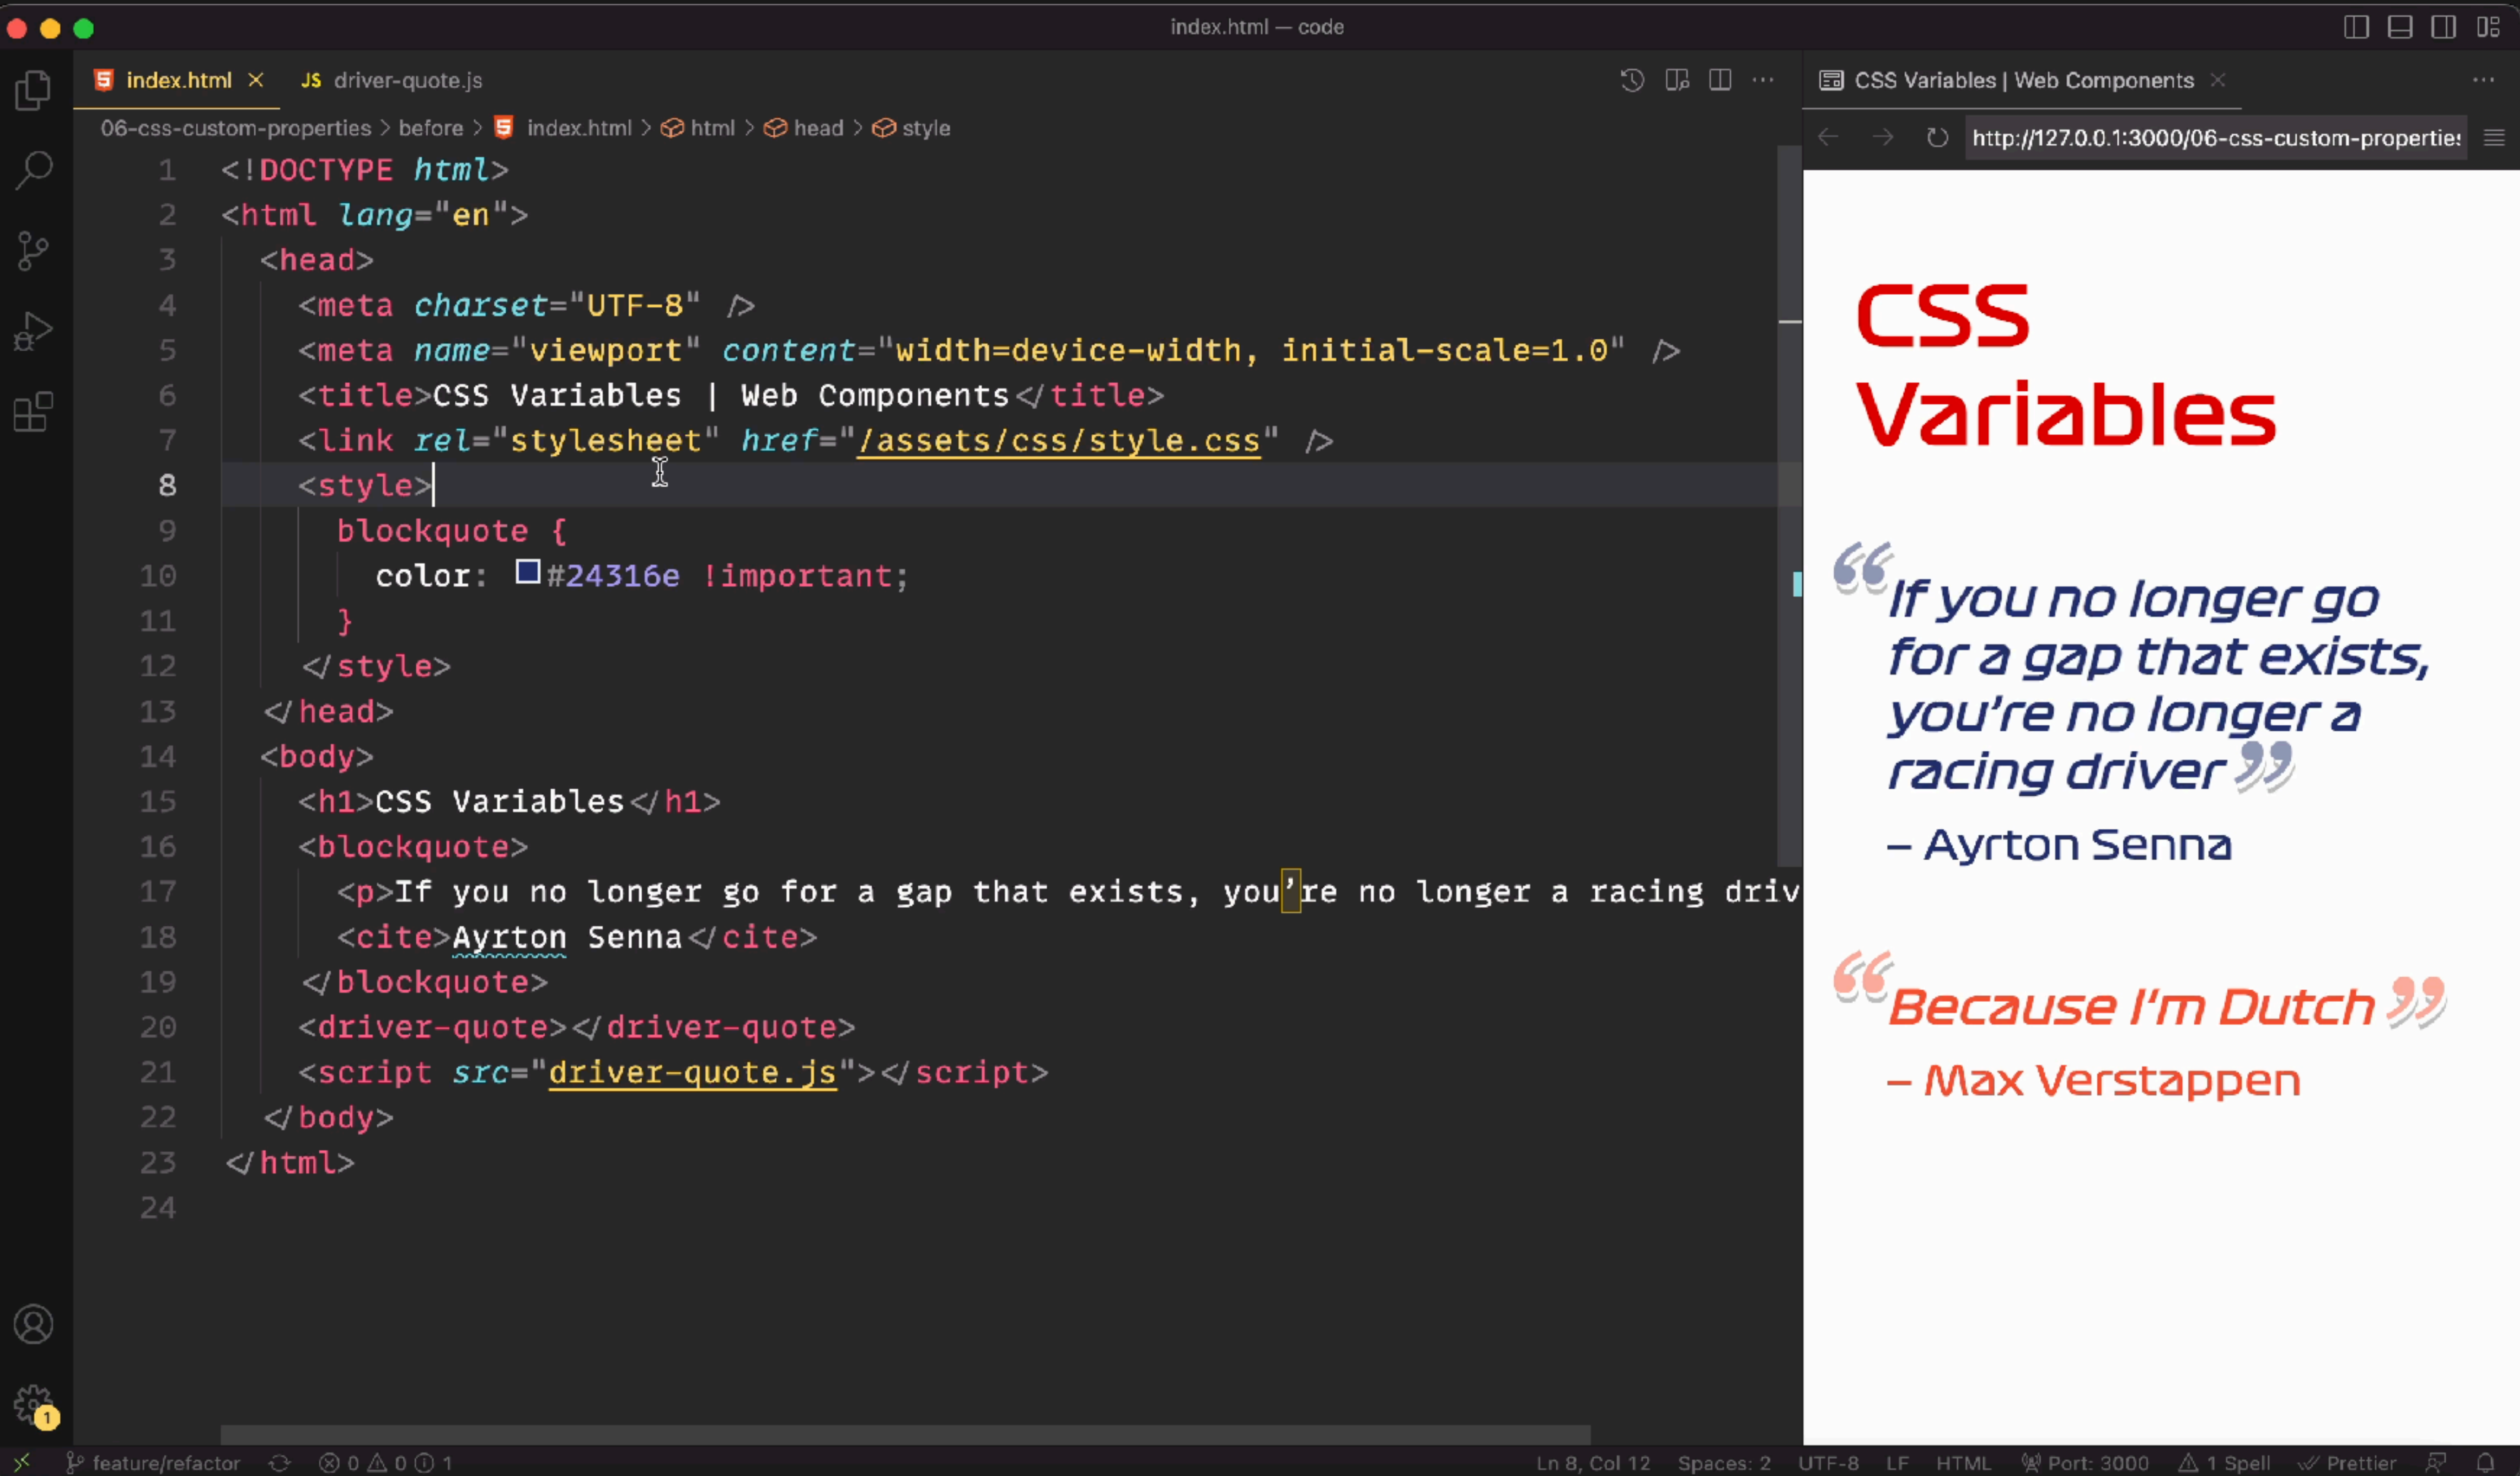 index.html — code
index.html
JS driver-quote.js
CSS Variables | Web Components
06-css-custom-properties > before > index.html > html > head > style
http://127.0.0.1:3000/06-css-custom-properties
1 <!DOCTYPE html>
2 <html lang="en">
3 <head>
4 <meta charset="UTF-8" />
5 <meta name="viewport" content="width=device-width, initial-scale=1.0" />
6 <title>CSS Variables | Web Components</title>
7 <link rel="stylesheet" href="/assets/css/style.css" />
8 <style>
9 blockquote {
10 color: #24316e !important;
11 }
12 </style>
13 </head>
14 <body>
15 <h1>CSS Variables</h1>
16 <blockquote>
17 <p>If you no longer go for a gap that exists, you’re no longer a racing driv
18 <cite>Ayrton Senna</cite>
19 </blockquote>
20 <driver-quote></driver-quote>
21 <script src="driver-quote.js"></script>
22 </body>
23 </html>
24
CSS
Variables
“If you no longer go
for a gap that exists,
you’re no longer a
racing driver”
– Ayrton Senna
“Because I’m Dutch”
– Max Verstappen
1
feature/refactor 0 0 1
Ln 8, Col 12 Spaces: 2 UTF-8 LF HTML Port: 3000 1 Spell Prettier